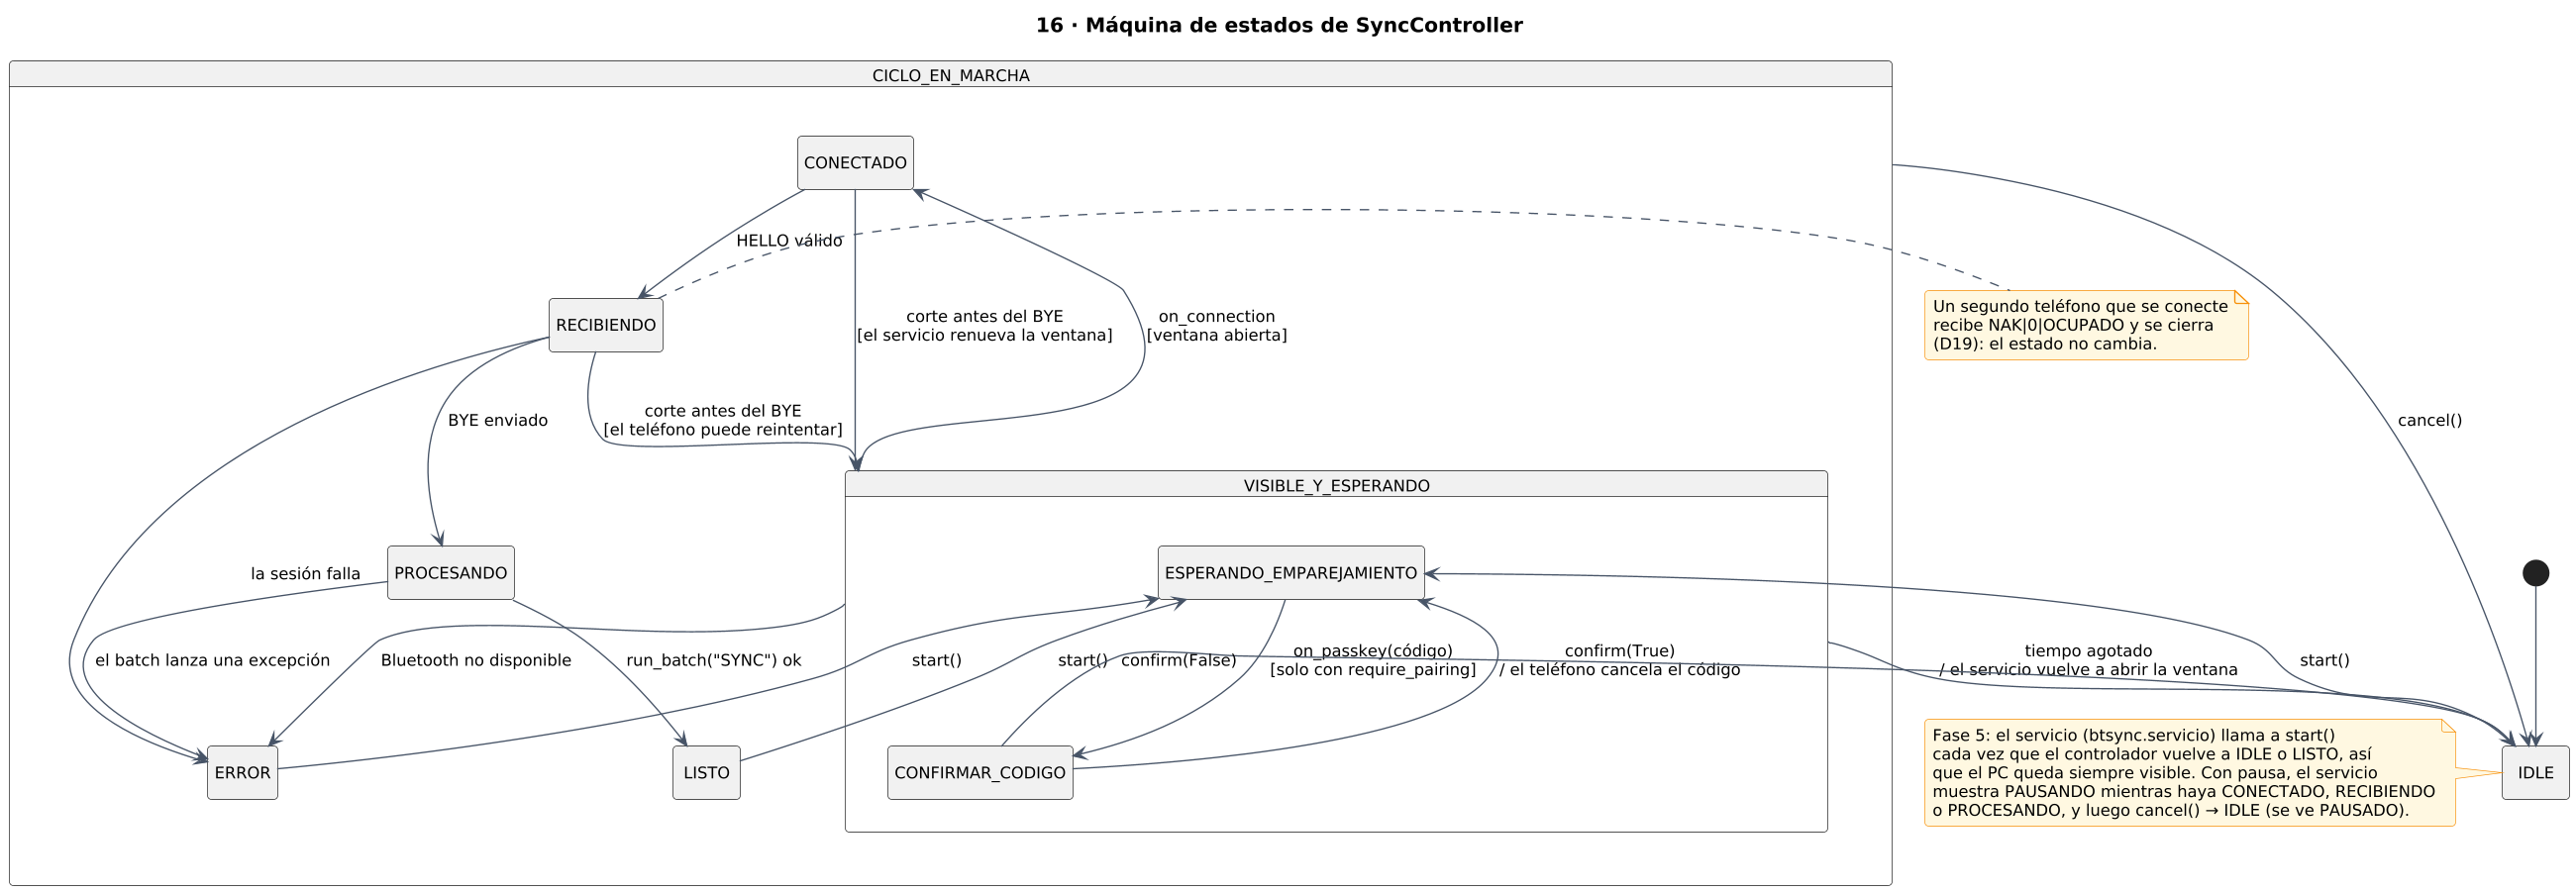 16 · Máquina de estados de SyncController
CICLO_EN_MARCHA
CONECTADO
HELLO válido
RECIBIENDO
corte antes del BYE
[el servicio renueva la ventana]
on_connection
[ventana abierta]
Un segundo teléfono que se conecte
recibe NAK|0|OCUPADO y se cierra
(D19): el estado no cambia.
BYE enviado
corte antes del BYE
[el teléfono puede reintentar]
cancel()
VISIBLE_Y_ESPERANDO
la sesión falla
PROCESANDO
ESPERANDO_EMPAREJAMIENTO
el batch lanza una excepción
Bluetooth no disponible
run_batch("SYNC") ok
start()
start()
confirm(False)
on_passkey(código)
[solo con require_pairing]
confirm(True)
/ el teléfono cancela el código
tiempo agotado
/ el servicio vuelve a abrir la ventana
start()
ERROR
LISTO
CONFIRMAR_CODIGO
Fase 5: el servicio (btsync.servicio) llama a start()
cada vez que el controlador vuelve a IDLE o LISTO, así
que el PC queda siempre visible. Con pausa, el servicio
muestra PAUSANDO mientras haya CONECTADO, RECIBIENDO
o PROCESANDO, y luego cancel() → IDLE (se ve PAUSADO).
IDLE